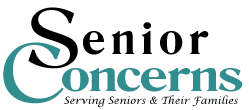 Senior
Concerns
Serving Seniors & Their Families